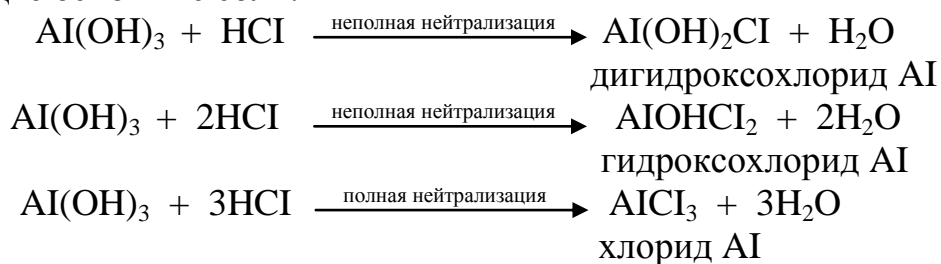 Al(OH)₃ + HCl неполная нейтрализация Al(OH)₂Cl + H₂O
дигидроксохлорид Al
Al(OH)₃ + 2HCl неполная нейтрализация AlOHCl₂ + 2H₂O
гидроксохлорид Al
Al(OH)₃ + 3HCl полная нейтрализация AlCl₃ + 3H₂O
хлорид Al